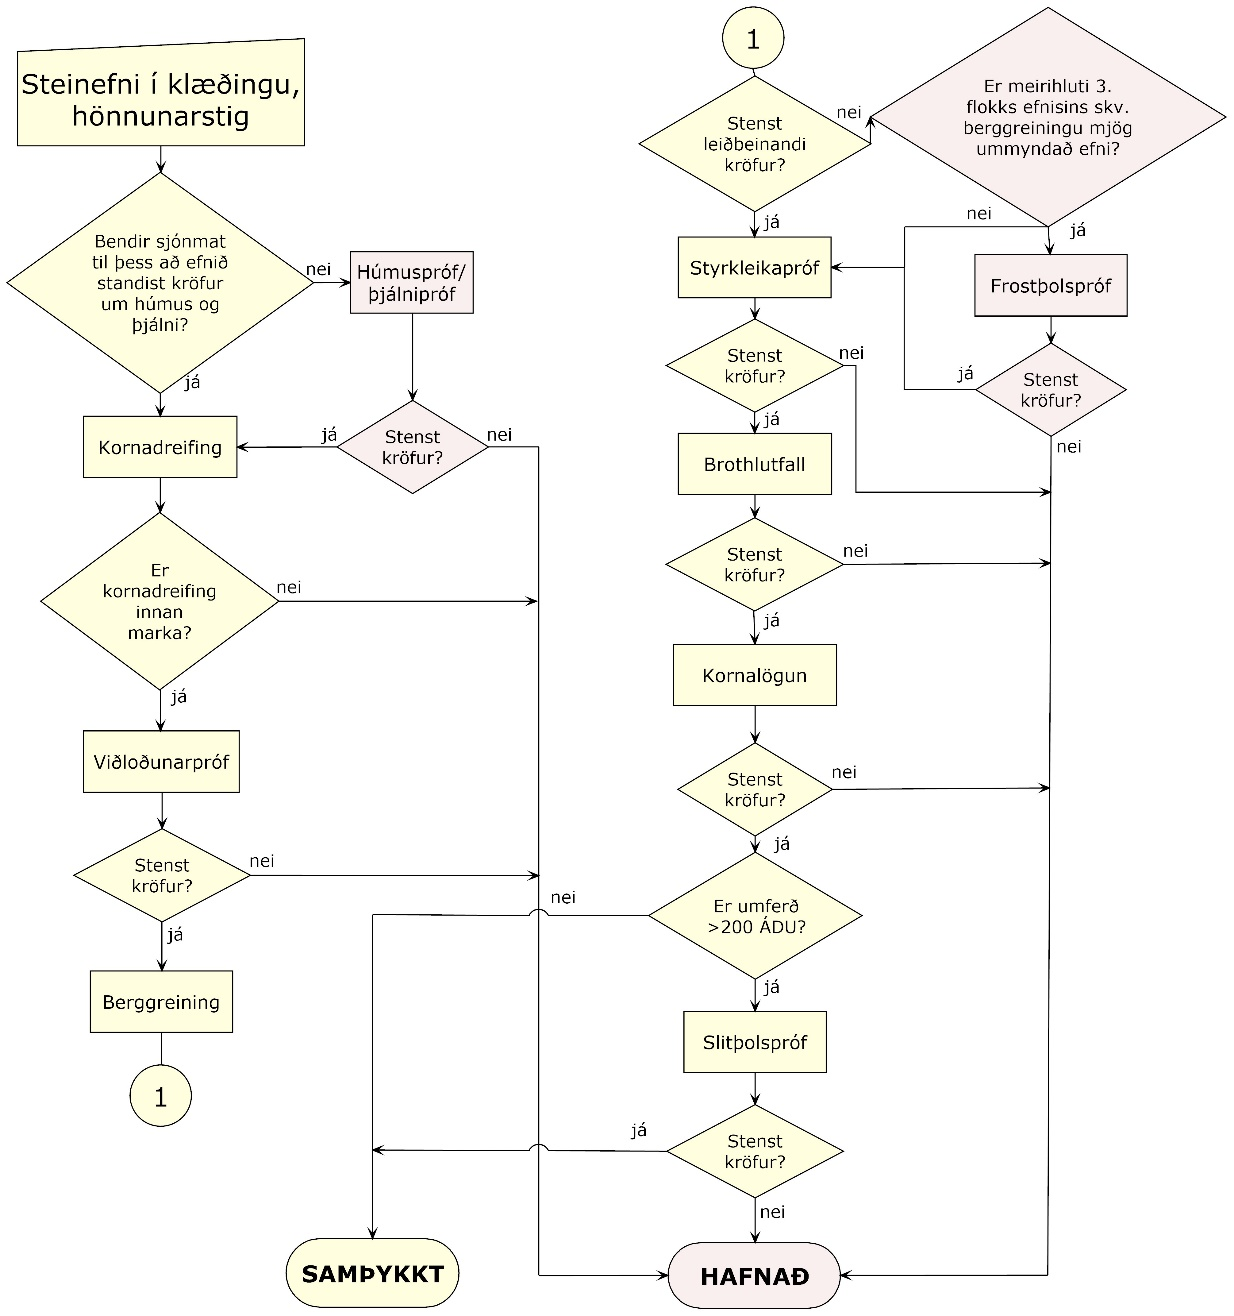 Steinefni í klæðingu,
hönnunarstig
Bendir sjónmat
til þess að efnið
standist kröfur
um húmus og
þjálni?
nei
Húmuspróf/
þjálnipróf
já
Kornadreifing
já
Stenst
kröfur?
nei
Er
kornadreifing
innan
marka?
nei
já
Viðloðunarpróf
Stenst
kröfur?
nei
já
Berggreining
1
1
Stenst
leiðbeinandi
kröfur?
nei
Er meirihluti 3.
flokks efnisins skv.
berggreiningu mjög
ummyndað efni?
já
nei
já
Styrkleikapróf
Frostþolspróf
Stenst
kröfur?
nei
já
Stenst
kröfur?
já
nei
Brothlutfall
Stenst
kröfur?
nei
já
Kornalögun
Stenst
kröfur?
nei
já
Er umferð
>200 ÁDU?
nei
já
Slitþolspróf
Stenst
kröfur?
já
nei
SAMÞYKKT
HAFNAÐ